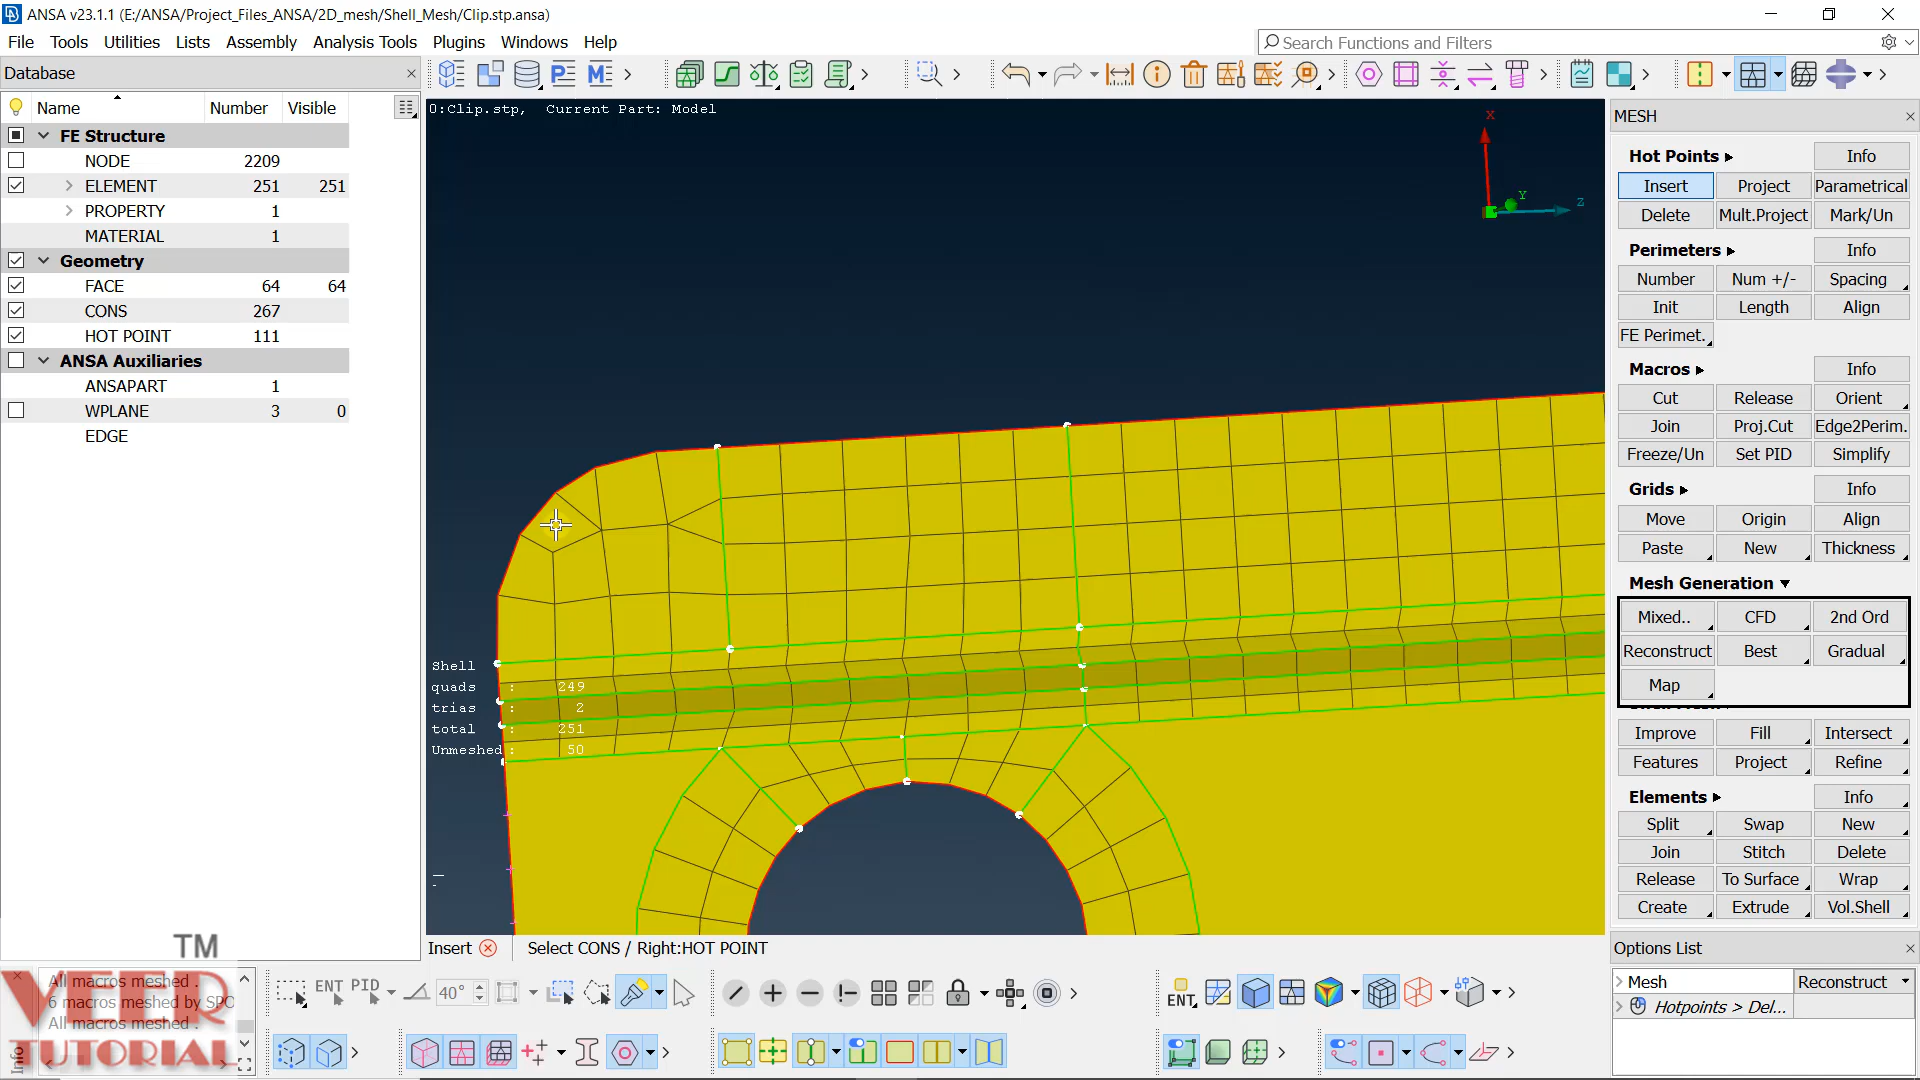 ANSA v23.1.1 (E:/ANSA/Project_Files_ANSA/2D_mesh/Shell_Mesh/Clip.stp.ansa)
File Tools Utilities Lists Assembly Analysis Tools Plugins Windows Help
Search Functions and Filters
Database
Name Number Visible
FE Structure
NODE 2209
ELEMENT 251 251
PROPERTY 1
MATERIAL 1
Geometry
FACE 64 64
CONS 267
HOT POINT 111
ANSA Auxiliaries
ANSAPART 1
WPLANE 3 0
EDGE
0:Clip.stp, Current Part: Model
X
Y
Z
Shell
quads : 249
trias : 2
total : 251
Unmeshed : 50
MESH
Hot Points Info
Insert Project Parametrical
Delete Mult.Project Mark/Un
Perimeters Info
Number Num +/- Spacing
Init Length Align
FE Perimet.
Macros Info
Cut Release Orient
Join Proj.Cut Edge2Perim.
Freeze/Un Set PID Simplify
Grids Info
Move Origin Align
Paste New Thickness
Mesh Generation
Mixed.. CFD 2nd Ord
Reconstruct Best Gradual
Map
Improve Fill Intersect
Features Project Refine
Elements Info
Split Swap New
Join Stitch Delete
Release To Surface Wrap
Create Extrude Vol.Shell
Options List
Mesh Reconstruct
Hotpoints > Del...
Insert Select CONS / Right:HOT POINT
TM
VEER
TUTORIAL
All macros meshed .
6 macros meshed by SPC
All macros meshed .
Info
ENT PID 40°
ENT